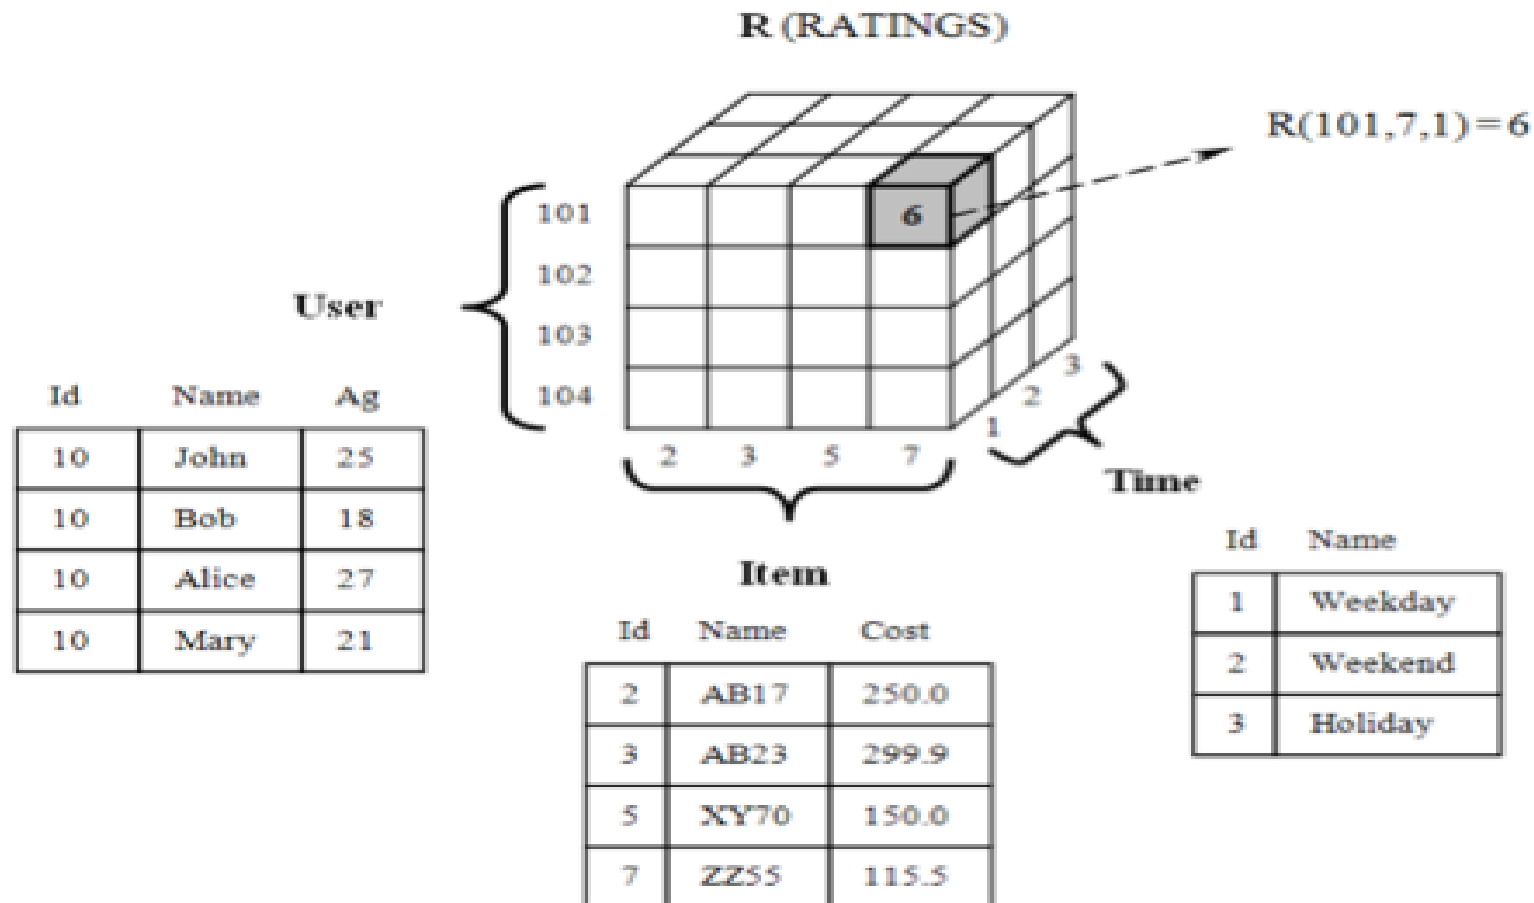 R (RATINGS)
R(101,7,1)=6
6
101
102
103
104
User
2 3 5 7
1
2
3
Time
Item
Id Name Ag
10 John 25
10 Bob 18
10 Alice 27
10 Mary 21
Id Name Cost
2 AB17 250.0
3 AB23 299.9
5 XY70 150.0
7 ZZ55 115.5
Id Name
1 Weekday
2 Weekend
3 Holiday